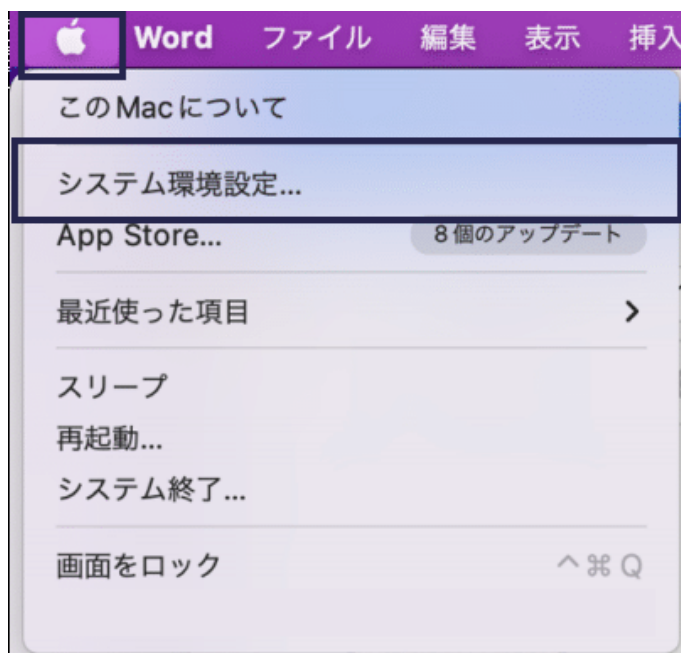 Word ファイル 編集 表示 挿入
このMacについて
システム環境設定...
App Store... 8個のアップデート
最近使った項目
スリープ
再起動...
システム終了...
画面をロック ^⌘Q